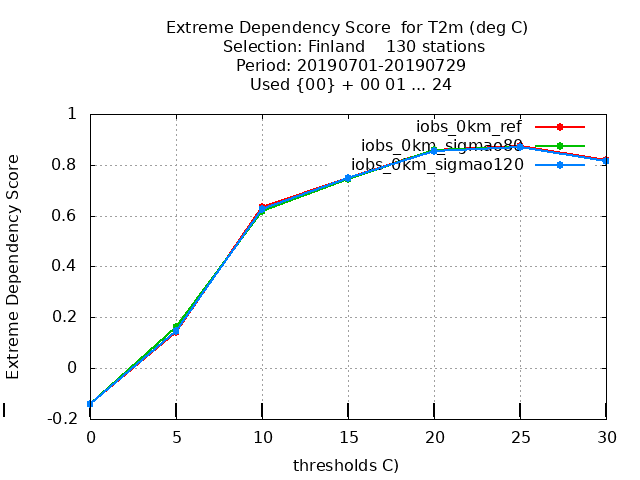 Extreme Dependency Score for T2m (deg C)
Selection: Finland 130 stations
Period: 20190701-20190729
Used {00} + 00 01 ... 24
iobs_0km_ref
iobs_0km_sigmao80
iobs_0km_sigmao120
Extreme Dependency Score
1
0.8
0.6
0.4
0.2
0
-0.2
0 5 10 15 20 25 30
thresholds C)